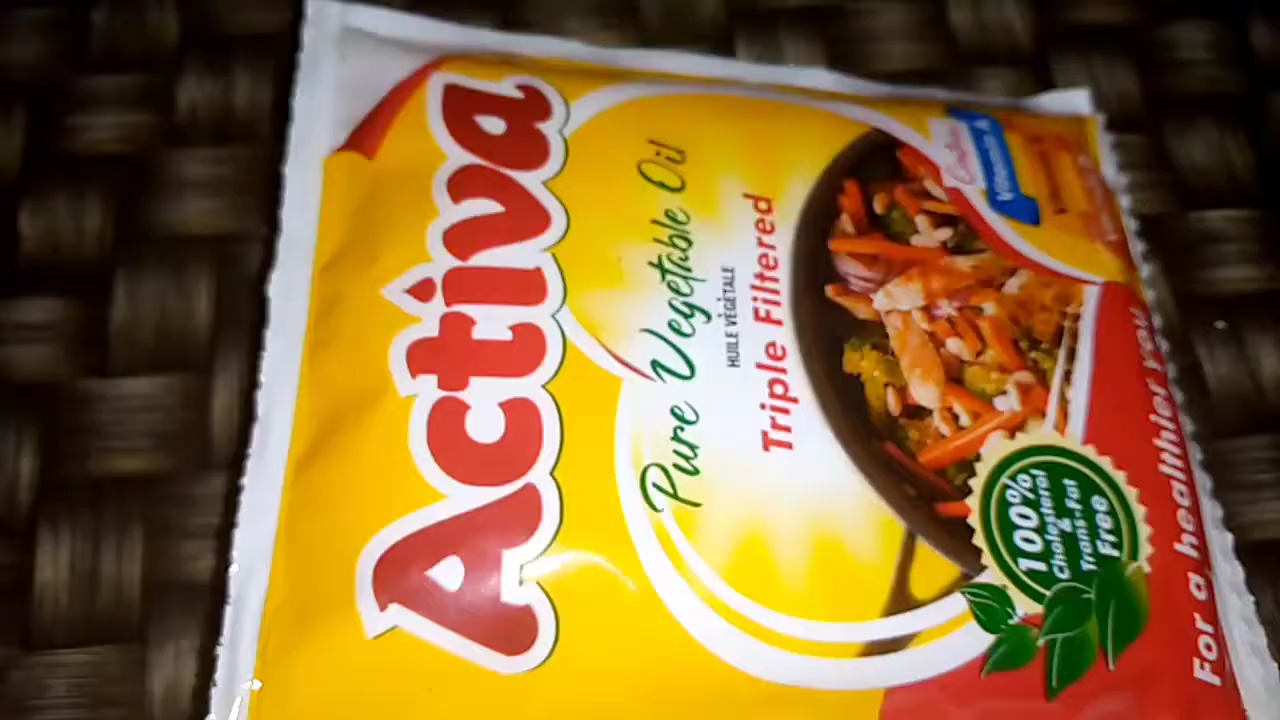 Activa
Pure Vegetable Oil
HUILE VÉGÉTALE
Triple Filtered
Vitamin A
100%
Cholesterol
&
Trans-Fat
Free
For a healthier you